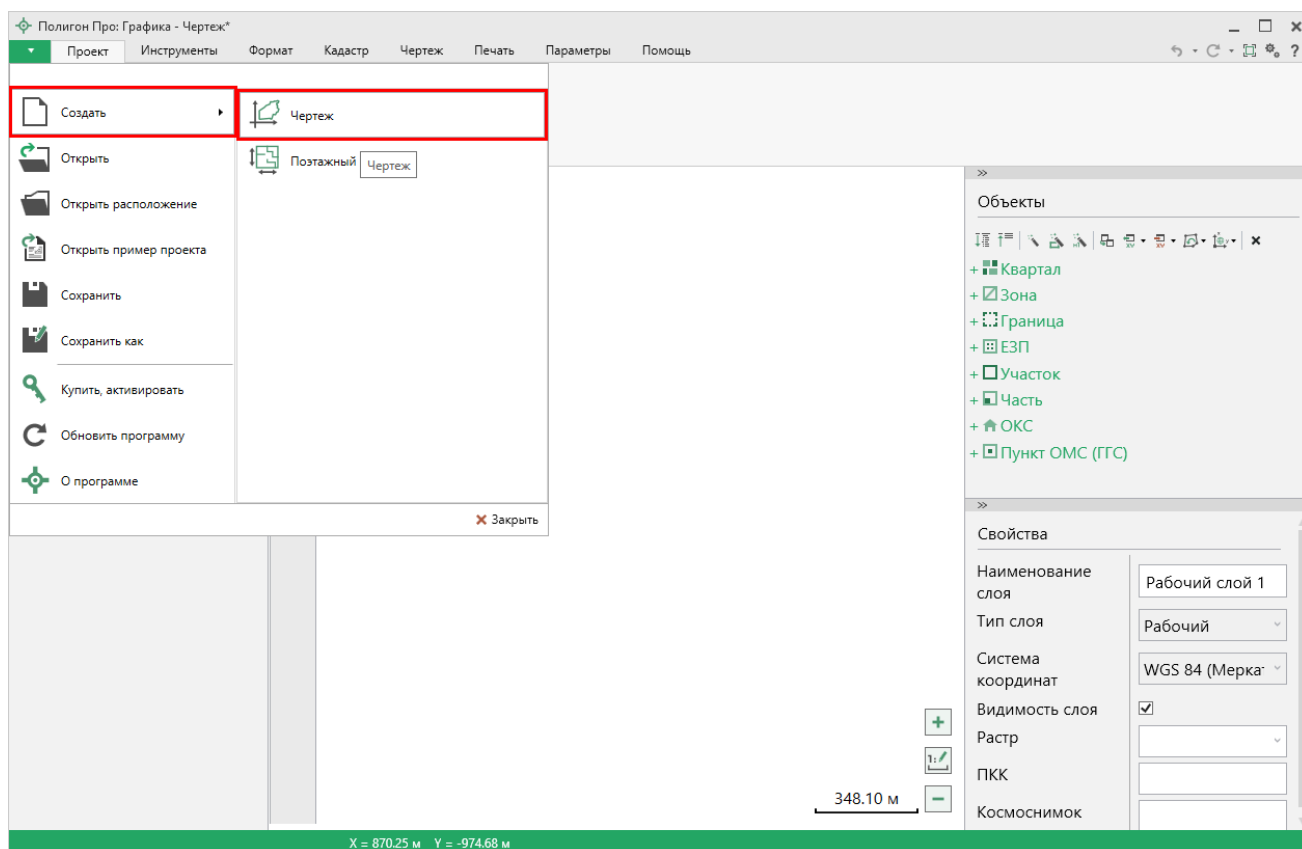 Полигон Про: Графика - Чертеж*
Проект Инструменты Формат Кадастр Чертеж Печать Параметры Помощь
Создать
Чертеж
Открыть
Поэтажный
Чертеж
Открыть расположение
Открыть пример проекта
Сохранить
Сохранить как
Купить, активировать
Обновить программу
О программе
Закрыть
Объекты
+ Квартал
+ Зона
+ Граница
+ ЕЗП
+ Участок
+ Часть
+ ОКС
+ Пункт ОМС (ГГС)
Свойства
Наименование
слоя
Рабочий слой 1
Тип слоя
Рабочий
Система
координат
WGS 84 (Мерка
Видимость слоя
Растр
ПКК
Космоснимок
1:
348.10 м
X = 870.25 м Y = -974.68 м